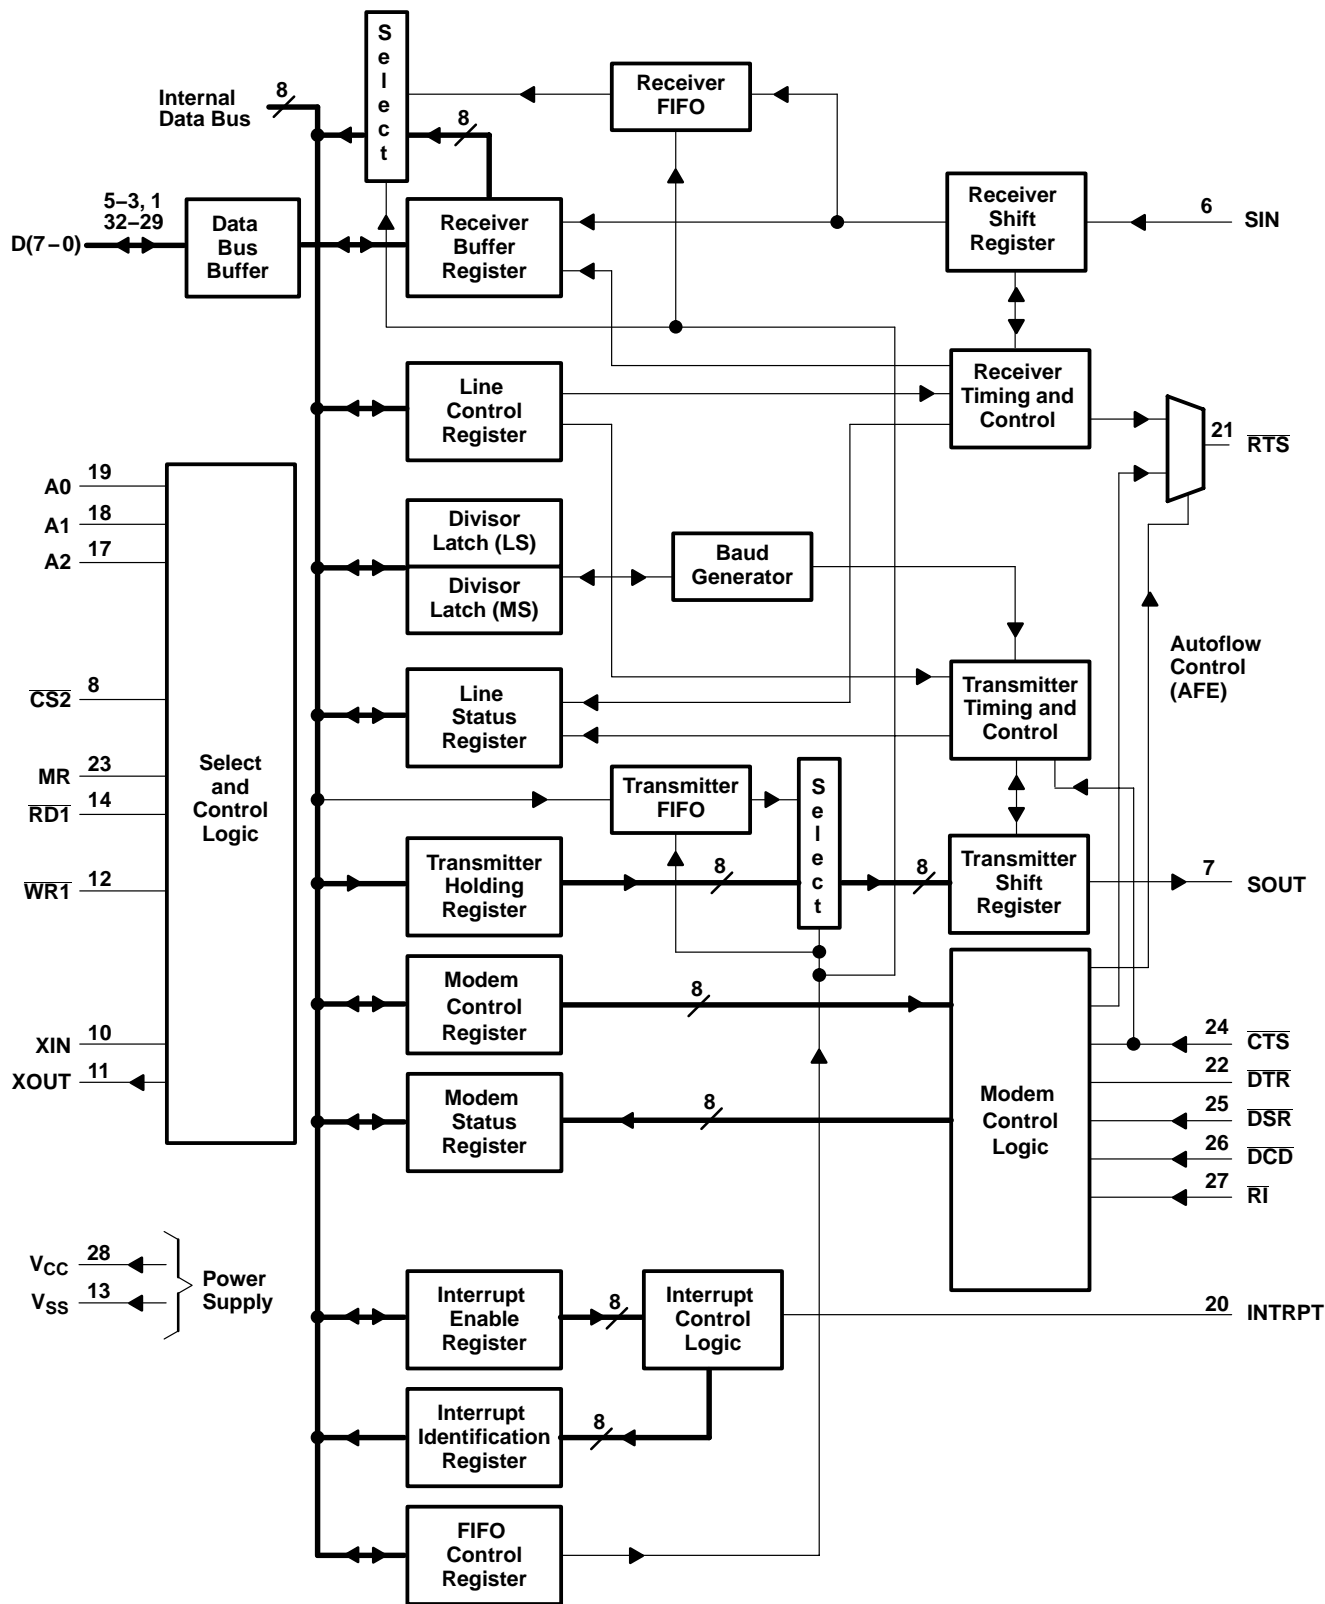 S
e
l
e
c
t
8
Internal
Data Bus
8
Receiver
FIFO
5–3, 1
32–29
D(7–0)
Data
Bus
Buffer
Receiver
Buffer
Register
Receiver
Shift
Register
6
SIN
Line
Control
Register
Receiver
Timing and
Control
21
RTS
A0
19
A1
18
A2
17
Divisor
Latch (LS)
Divisor
Latch (MS)
Baud
Generator
Autoflow
Control
(AFE)
CS2
8
Line
Status
Register
Transmitter
Timing and
Control
MR
23
RD1
14
WR1
12
Select
and
Control
Logic
Transmitter
FIFO
S
e
l
e
c
t
Transmitter
Holding
Register
8
8
Transmitter
Shift
Register
7
SOUT
Modem
Control
Register
8
XIN
10
XOUT
11
Modem
Status
Register
8
Modem
Control
Logic
24
CTS
22
DTR
25
DSR
26
DCD
27
RI
VCC
28
VSS
13
Power
Supply
Interrupt
Enable
Register
8
Interrupt
Control
Logic
20
INTRPT
Interrupt
Identification
Register
8
FIFO
Control
Register